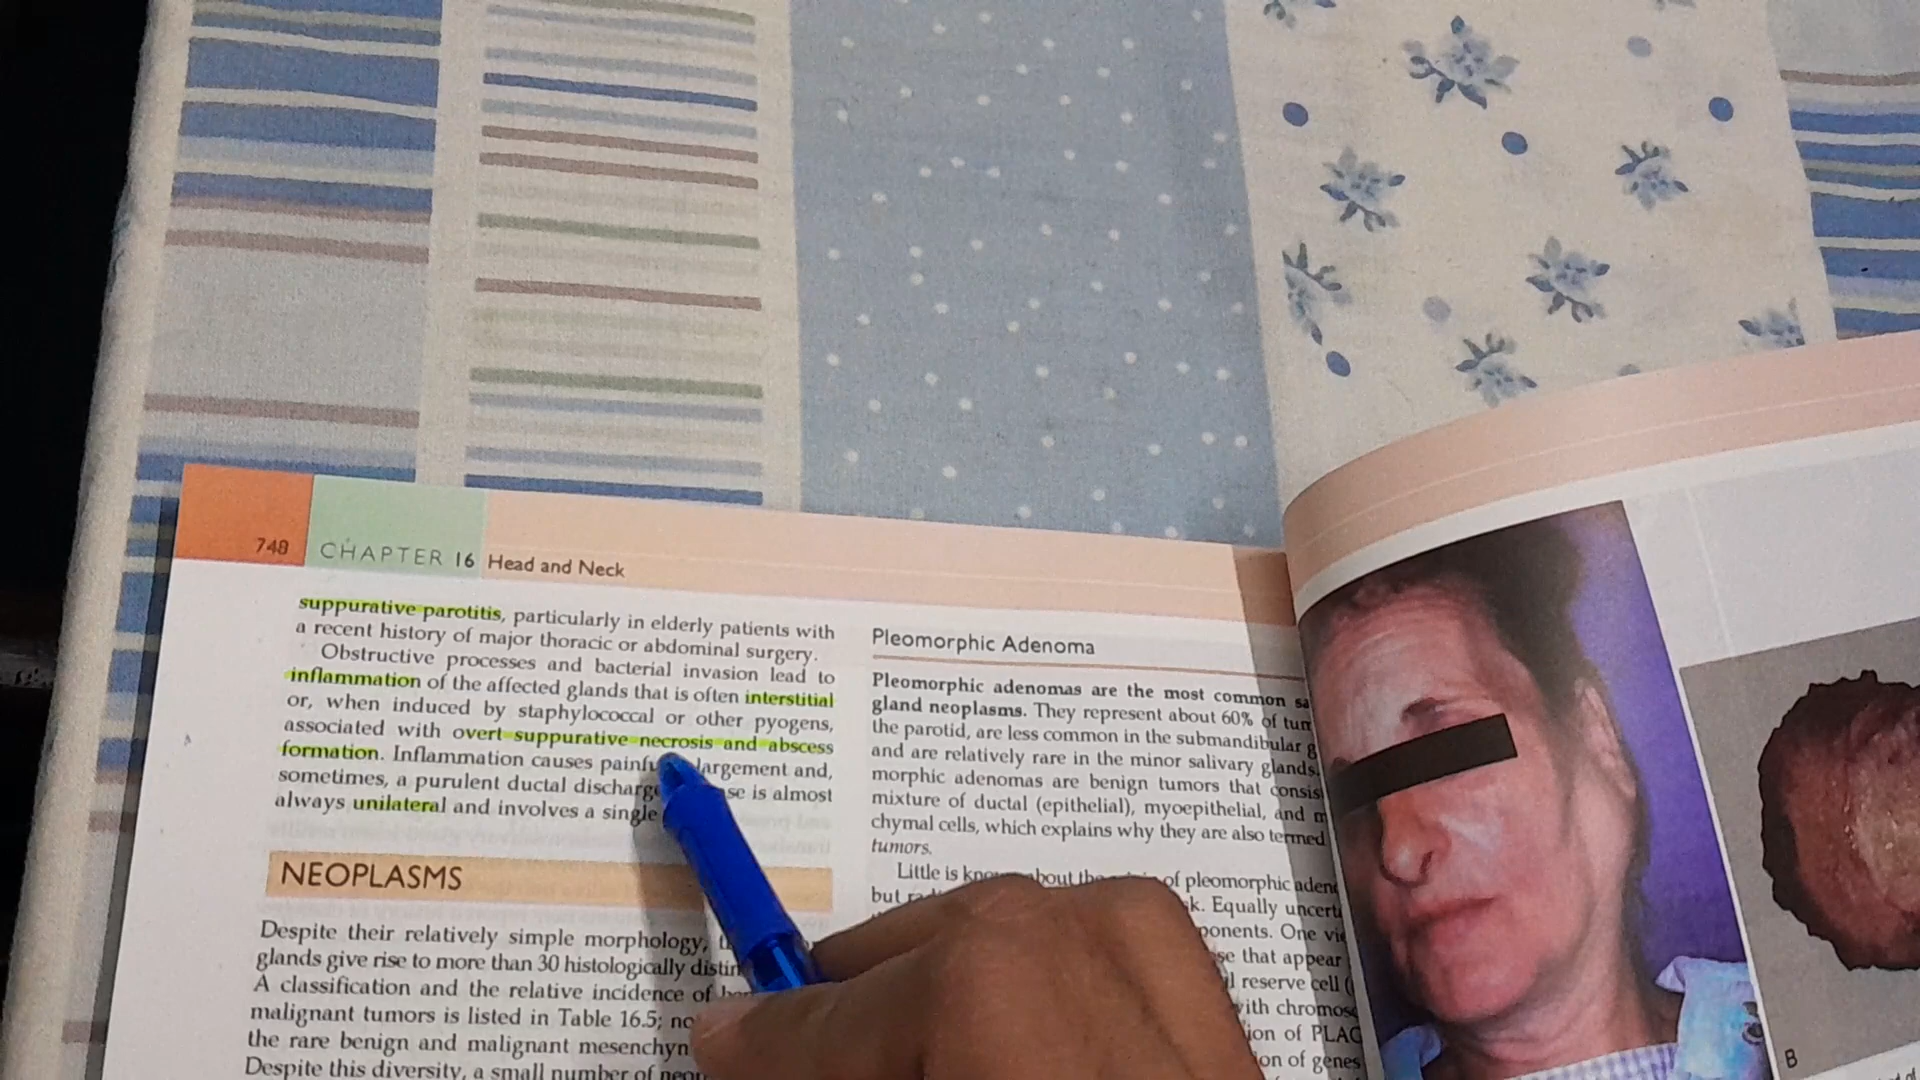 748 CHAPTER 16 Head and Neck
suppurative parotitis, particularly in elderly patients with
a recent history of major thoracic or abdominal surgery.
Obstructive processes and bacterial invasion lead to
inflammation of the affected glands that is often interstitial
or, when induced by staphylococcal or other pyogens,
associated with overt suppurative necrosis and abscess
formation. Inflammation causes painfu largement and,
sometimes, a purulent ductal discharge se is almost
always unilateral and involves a single
NEOPLASMS
Despite their relatively simple morphology,
glands give rise to more than 30 histologically
A classification and the relative incidence of
malignant tumors is listed in Table 16.5;
the rare benign and malignant
Despite this diversity, a small number of
Pleomorphic Adenoma
Pleomorphic adenomas are the most common
gland neoplasms. They represent about 60% of
the parotid, are less common in the submandibular
and are relatively rare in the minor salivary glands.
morphic adenomas are benign tumors that
mixture of ductal (epithelial), myoepithelial, and
chymal cells, which explains why they are also termed
tumors.
Little is about the of pleomorphic
but k. Equally
ponents. One
se that appear
reserve cell
with
ion of
on of genes
B